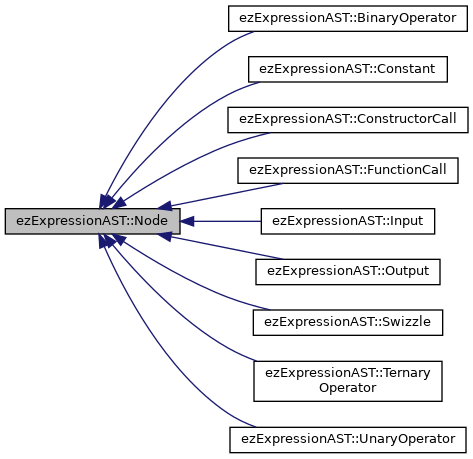 ezExpressionAST::BinaryOperator
ezExpressionAST::Constant
ezExpressionAST::ConstructorCall
ezExpressionAST::FunctionCall
ezExpressionAST::Node
ezExpressionAST::Input
ezExpressionAST::Output
ezExpressionAST::Swizzle
ezExpressionAST::Ternary
Operator
ezExpressionAST::UnaryOperator